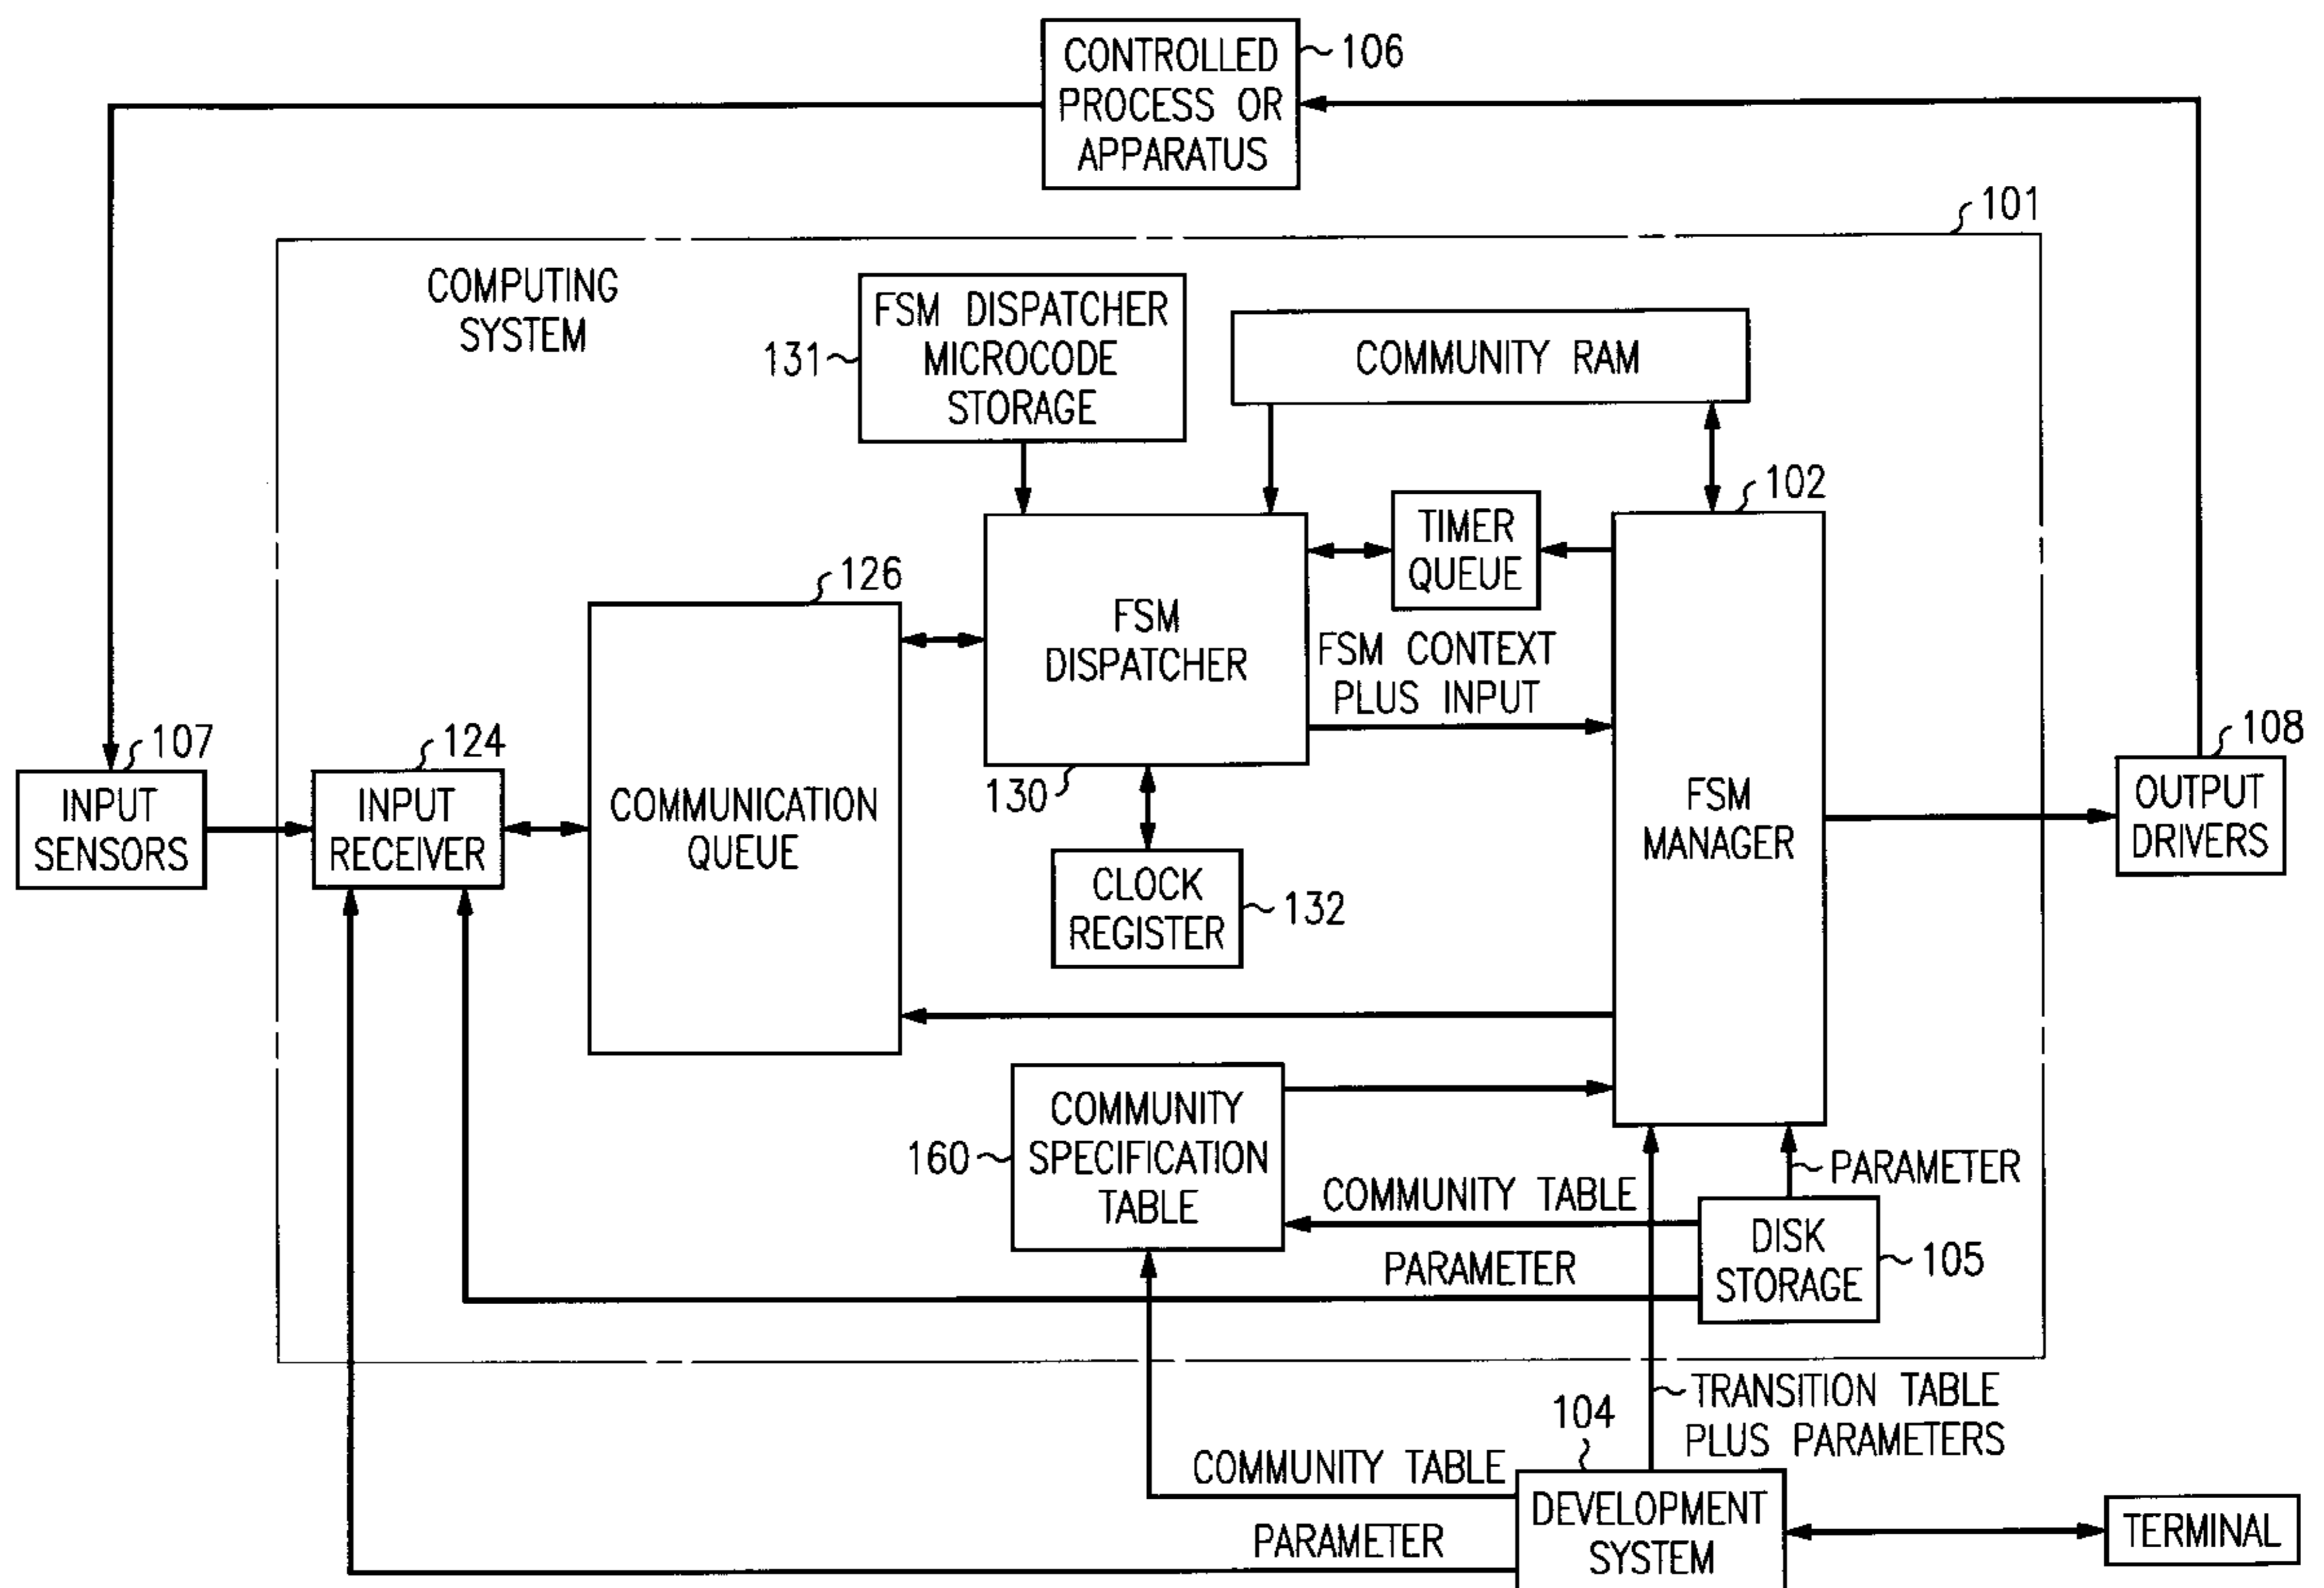 CONTROLLED
PROCESS OR
APPARATUS
106
101
COMPUTING
SYSTEM
FSM DISPATCHER
MICROCODE
STORAGE
131
COMMUNITY RAM
102
TIMER
QUEUE
126
FSM
DISPATCHER
FSM CONTEXT
PLUS INPUT
107
INPUT
SENSORS
124
INPUT
RECEIVER
COMMUNICATION
QUEUE
130
CLOCK
REGISTER
132
FSM
MANAGER
108
OUTPUT
DRIVERS
COMMUNITY
SPECIFICATION
TABLE
160
PARAMETER
COMMUNITY TABLE
DISK
STORAGE
105
PARAMETER
TRANSITION TABLE
PLUS PARAMETERS
104
COMMUNITY TABLE
DEVELOPMENT
SYSTEM
PARAMETER
TERMINAL